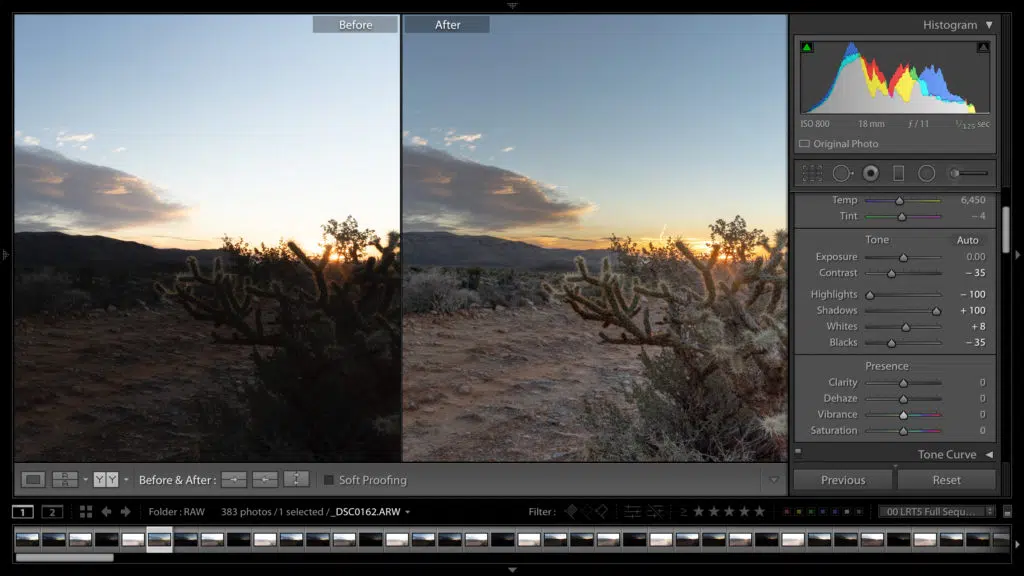 Before
After
Histogram
ISO 800 18 mm ƒ / 11 1/125 sec
Original Photo
Temp 6,450
Tint – 4
Tone Auto
Exposure 0.00
Contrast – 35
Highlights – 100
Shadows + 100
Whites + 8
Blacks – 35
Presence
Clarity 0
Dehaze 0
Vibrance 0
Saturation 0
Tone Curve
Before & After : Soft Proofing
Previous Reset
1 2 Folder : RAW 383 photos / 1 selected / _DSC0162.ARW Filter : ≥ ★★★★★ 00 LRT5 Full Sequ...